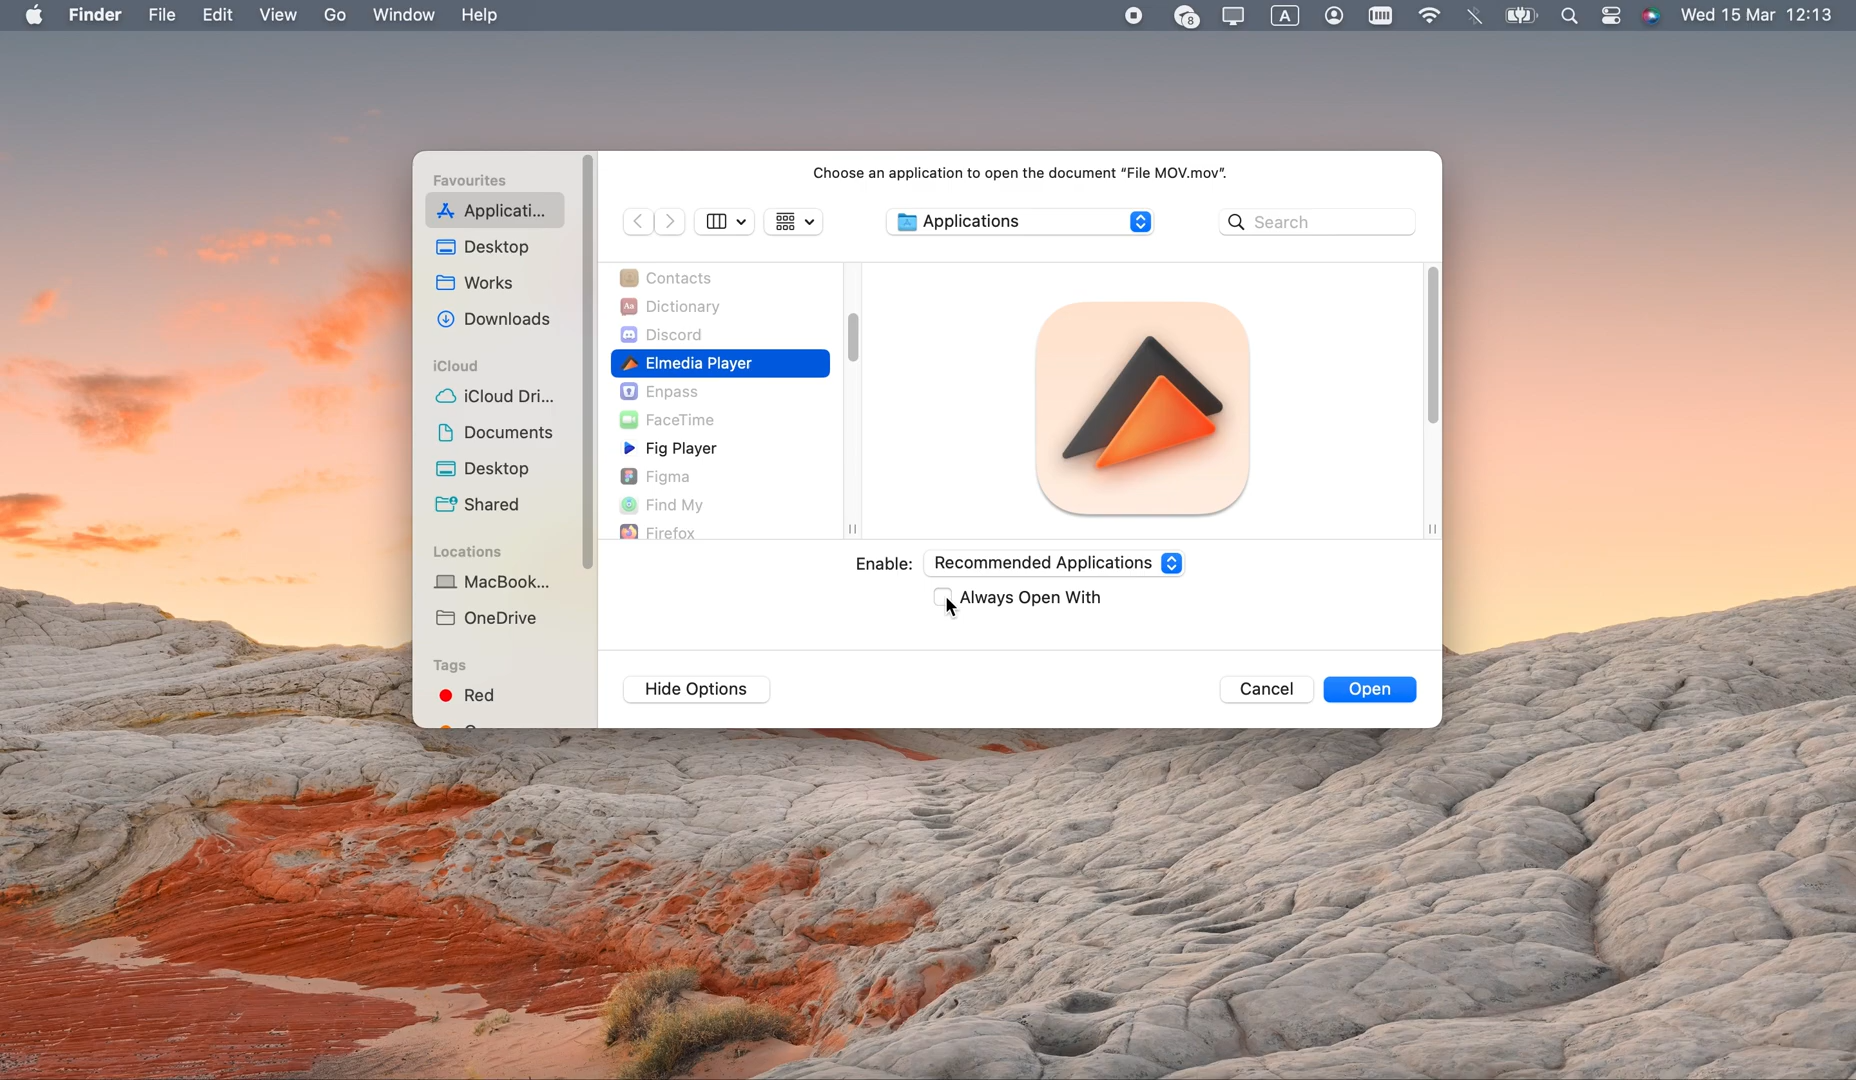 Finder File Edit View Go Window Help
8 A Wed 15 Mar 12:13
Choose an application to open the document “File MOV.mov”.
Favourites
Applicati...
Desktop
Works
Downloads
iCloud
iCloud Dri...
Documents
Desktop
Shared
Locations
MacBook...
OneDrive
Tags
Red
Applications
Search
Contacts
Aa Dictionary
Discord
Elmedia Player
Enpass
FaceTime
Fig Player
Figma
Find My
Firefox
Enable: Recommended Applications
Always Open With
Hide Options
Cancel
Open